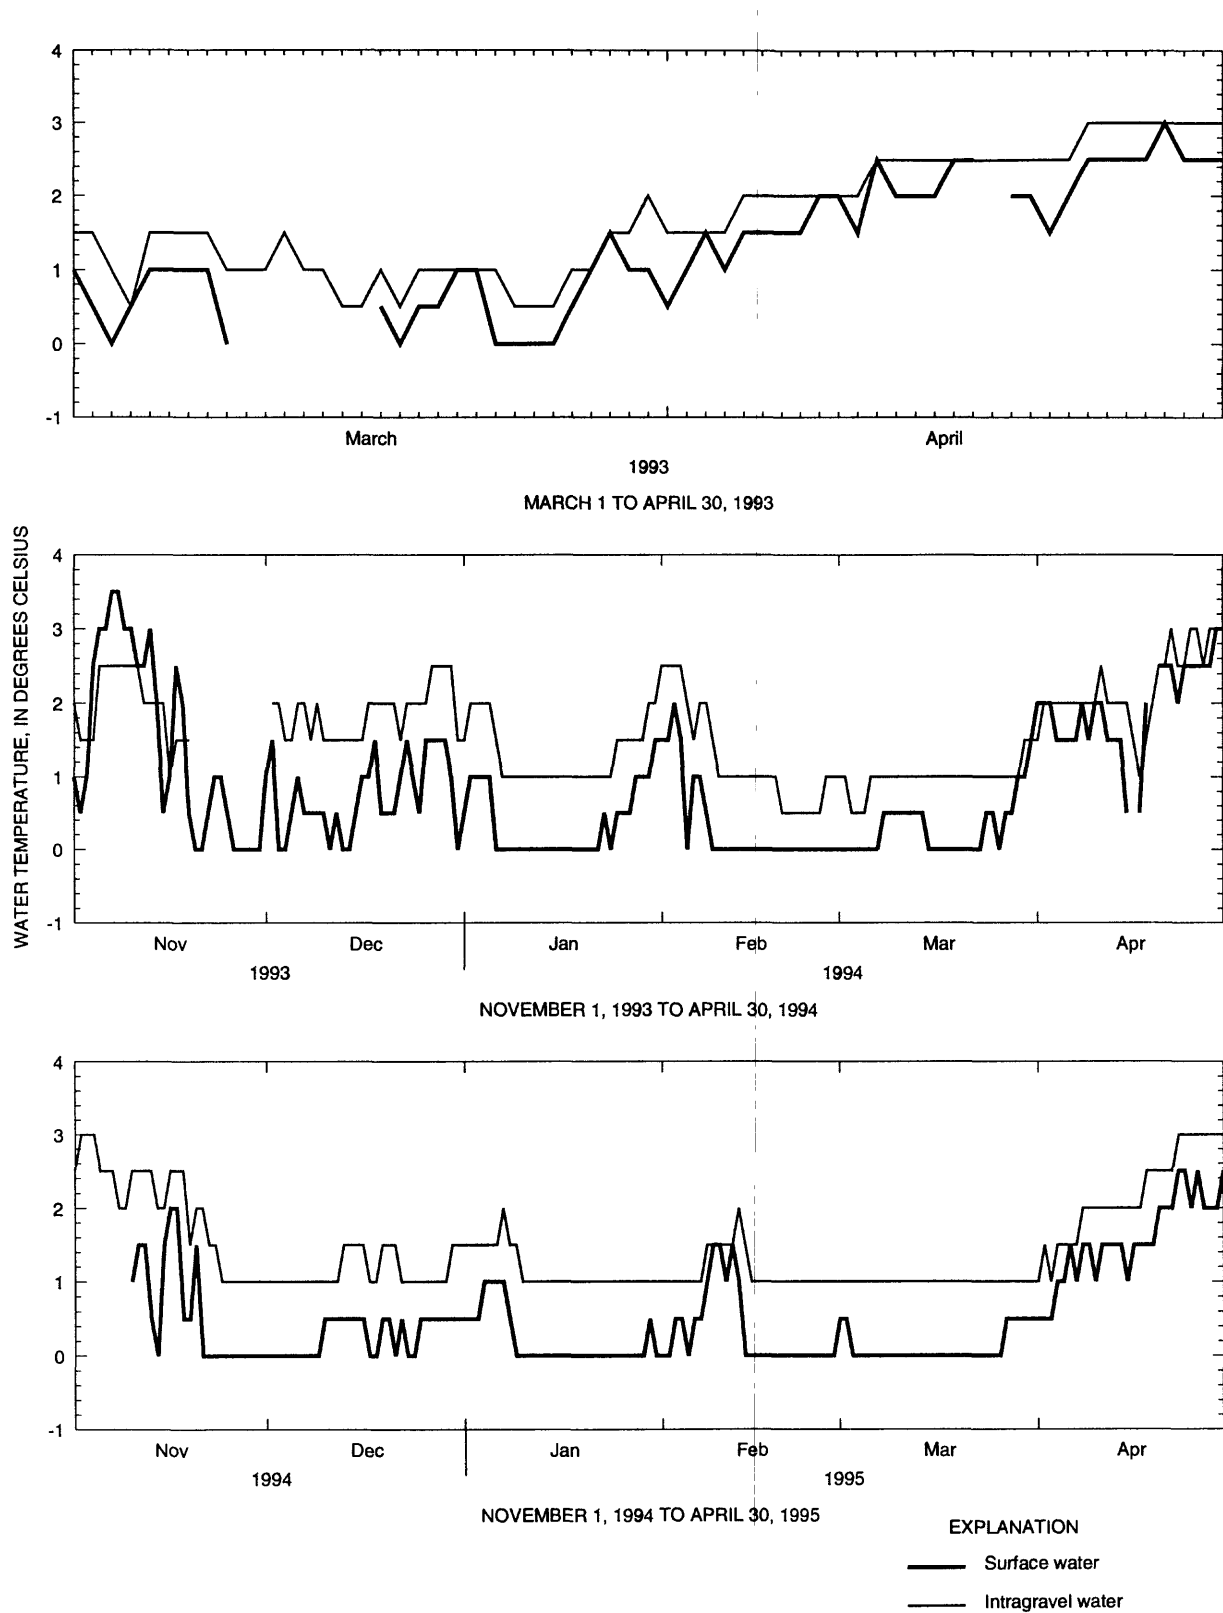 4
3
2
1
0
-1
March April
1993
MARCH 1 TO APRIL 30, 1993
WATER TEMPERATURE, IN DEGREES CELSIUS
4
3
2
1
0
-1
Nov Dec Jan Feb Mar Apr
1993 1994
NOVEMBER 1, 1993 TO APRIL 30, 1994
4
3
2
1
0
-1
Nov Dec Jan Feb Mar Apr
1994 1995
NOVEMBER 1, 1994 TO APRIL 30, 1995
EXPLANATION
Surface water
Intragravel water